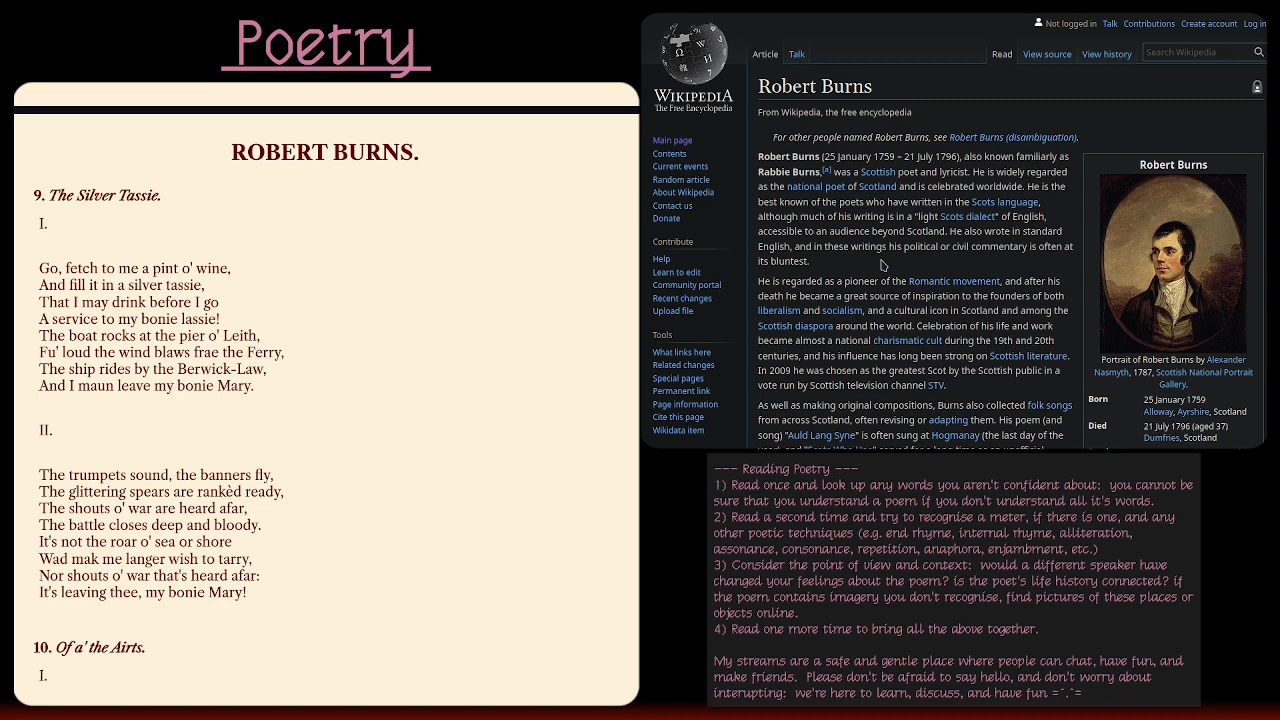 Poetry
ROBERT BURNS.
9. The Silver Tassie.
I.
Go, fetch to me a pint o' wine,
And fill it in a silver tassie,
That I may drink before I go
A service to my bonie lassie!
The boat rocks at the pier o' Leith,
Fu' loud the wind blaws frae the Ferry,
The ship rides by the Berwick-Law,
And I maun leave my bonie Mary.
II.
The trumpets sound, the banners fly,
The glittering spears are rankèd ready,
The shouts o' war are heard afar,
The battle closes deep and bloody.
It's not the roar o' sea or shore
Wad mak me langer wish to tarry,
Nor shouts o' war that's heard afar:
It's leaving thee, my bonie Mary!
10. Of a' the Airts.
I.
Not logged in Talk Contributions Create account Log in
Article Talk Read View source View history Search Wikipedia
WIKIPEDIA
The Free Encyclopedia
Main page
Contents
Current events
Random article
About Wikipedia
Contact us
Donate
Contribute
Help
Learn to edit
Community portal
Recent changes
Upload file
Tools
What links here
Related changes
Special pages
Permanent link
Page information
Cite this page
Wikidata item
Robert Burns
From Wikipedia, the free encyclopedia
For other people named Robert Burns, see Robert Burns (disambiguation).
Robert Burns (25 January 1759 – 21 July 1796), also known familiarly as
Rabbie Burns,[a] was a Scottish poet and lyricist. He is widely regarded
as the national poet of Scotland and is celebrated worldwide. He is the
best known of the poets who have written in the Scots language,
although much of his writing is in a "light Scots dialect" of English,
accessible to an audience beyond Scotland. He also wrote in standard
English, and in these writings his political or civil commentary is often at
its bluntest.
He is regarded as a pioneer of the Romantic movement, and after his
death he became a great source of inspiration to the founders of both
liberalism and socialism, and a cultural icon in Scotland and among the
Scottish diaspora around the world. Celebration of his life and work
became almost a national charismatic cult during the 19th and 20th
centuries, and his influence has long been strong on Scottish literature.
In 2009 he was chosen as the greatest Scot by the Scottish public in a
vote run by Scottish television channel STV.
As well as making original compositions, Burns also collected folk songs
from across Scotland, often revising or adapting them. His poem (and
song) "Auld Lang Syne" is often sung at Hogmanay (the last day of the
Robert Burns
Portrait of Robert Burns by Alexander
Nasmyth, 1787, Scottish National Portrait
Gallery.
Born 25 January 1759
Alloway, Ayrshire, Scotland
Died 21 July 1796 (aged 37)
Dumfries, Scotland
--- Reading Poetry ---
1) Read once and look up any words you aren't confident about: you cannot be
sure that you understand a poem if you don't understand all it's words.
2) Read a second time and try to recognise a meter, if there is one, and any
other poetic techniques (e.g. end rhyme, internal rhyme, alliteration,
assonance, consonance, repetition, anaphora, enjambment, etc.)
3) Consider the point of view and context: would a different speaker have
changed your feelings about the poem? is the poet's life history connected? if
the poem contains imagery you don't recognise, find pictures of these places or
objects online.
4) Read one more time to bring all the above together.
My streams are a safe and gentle place where people can chat, have fun, and
make friends. Please don't be afraid to say hello, and don't worry about
interupting: we're here to learn, discuss, and have fun =^.^=